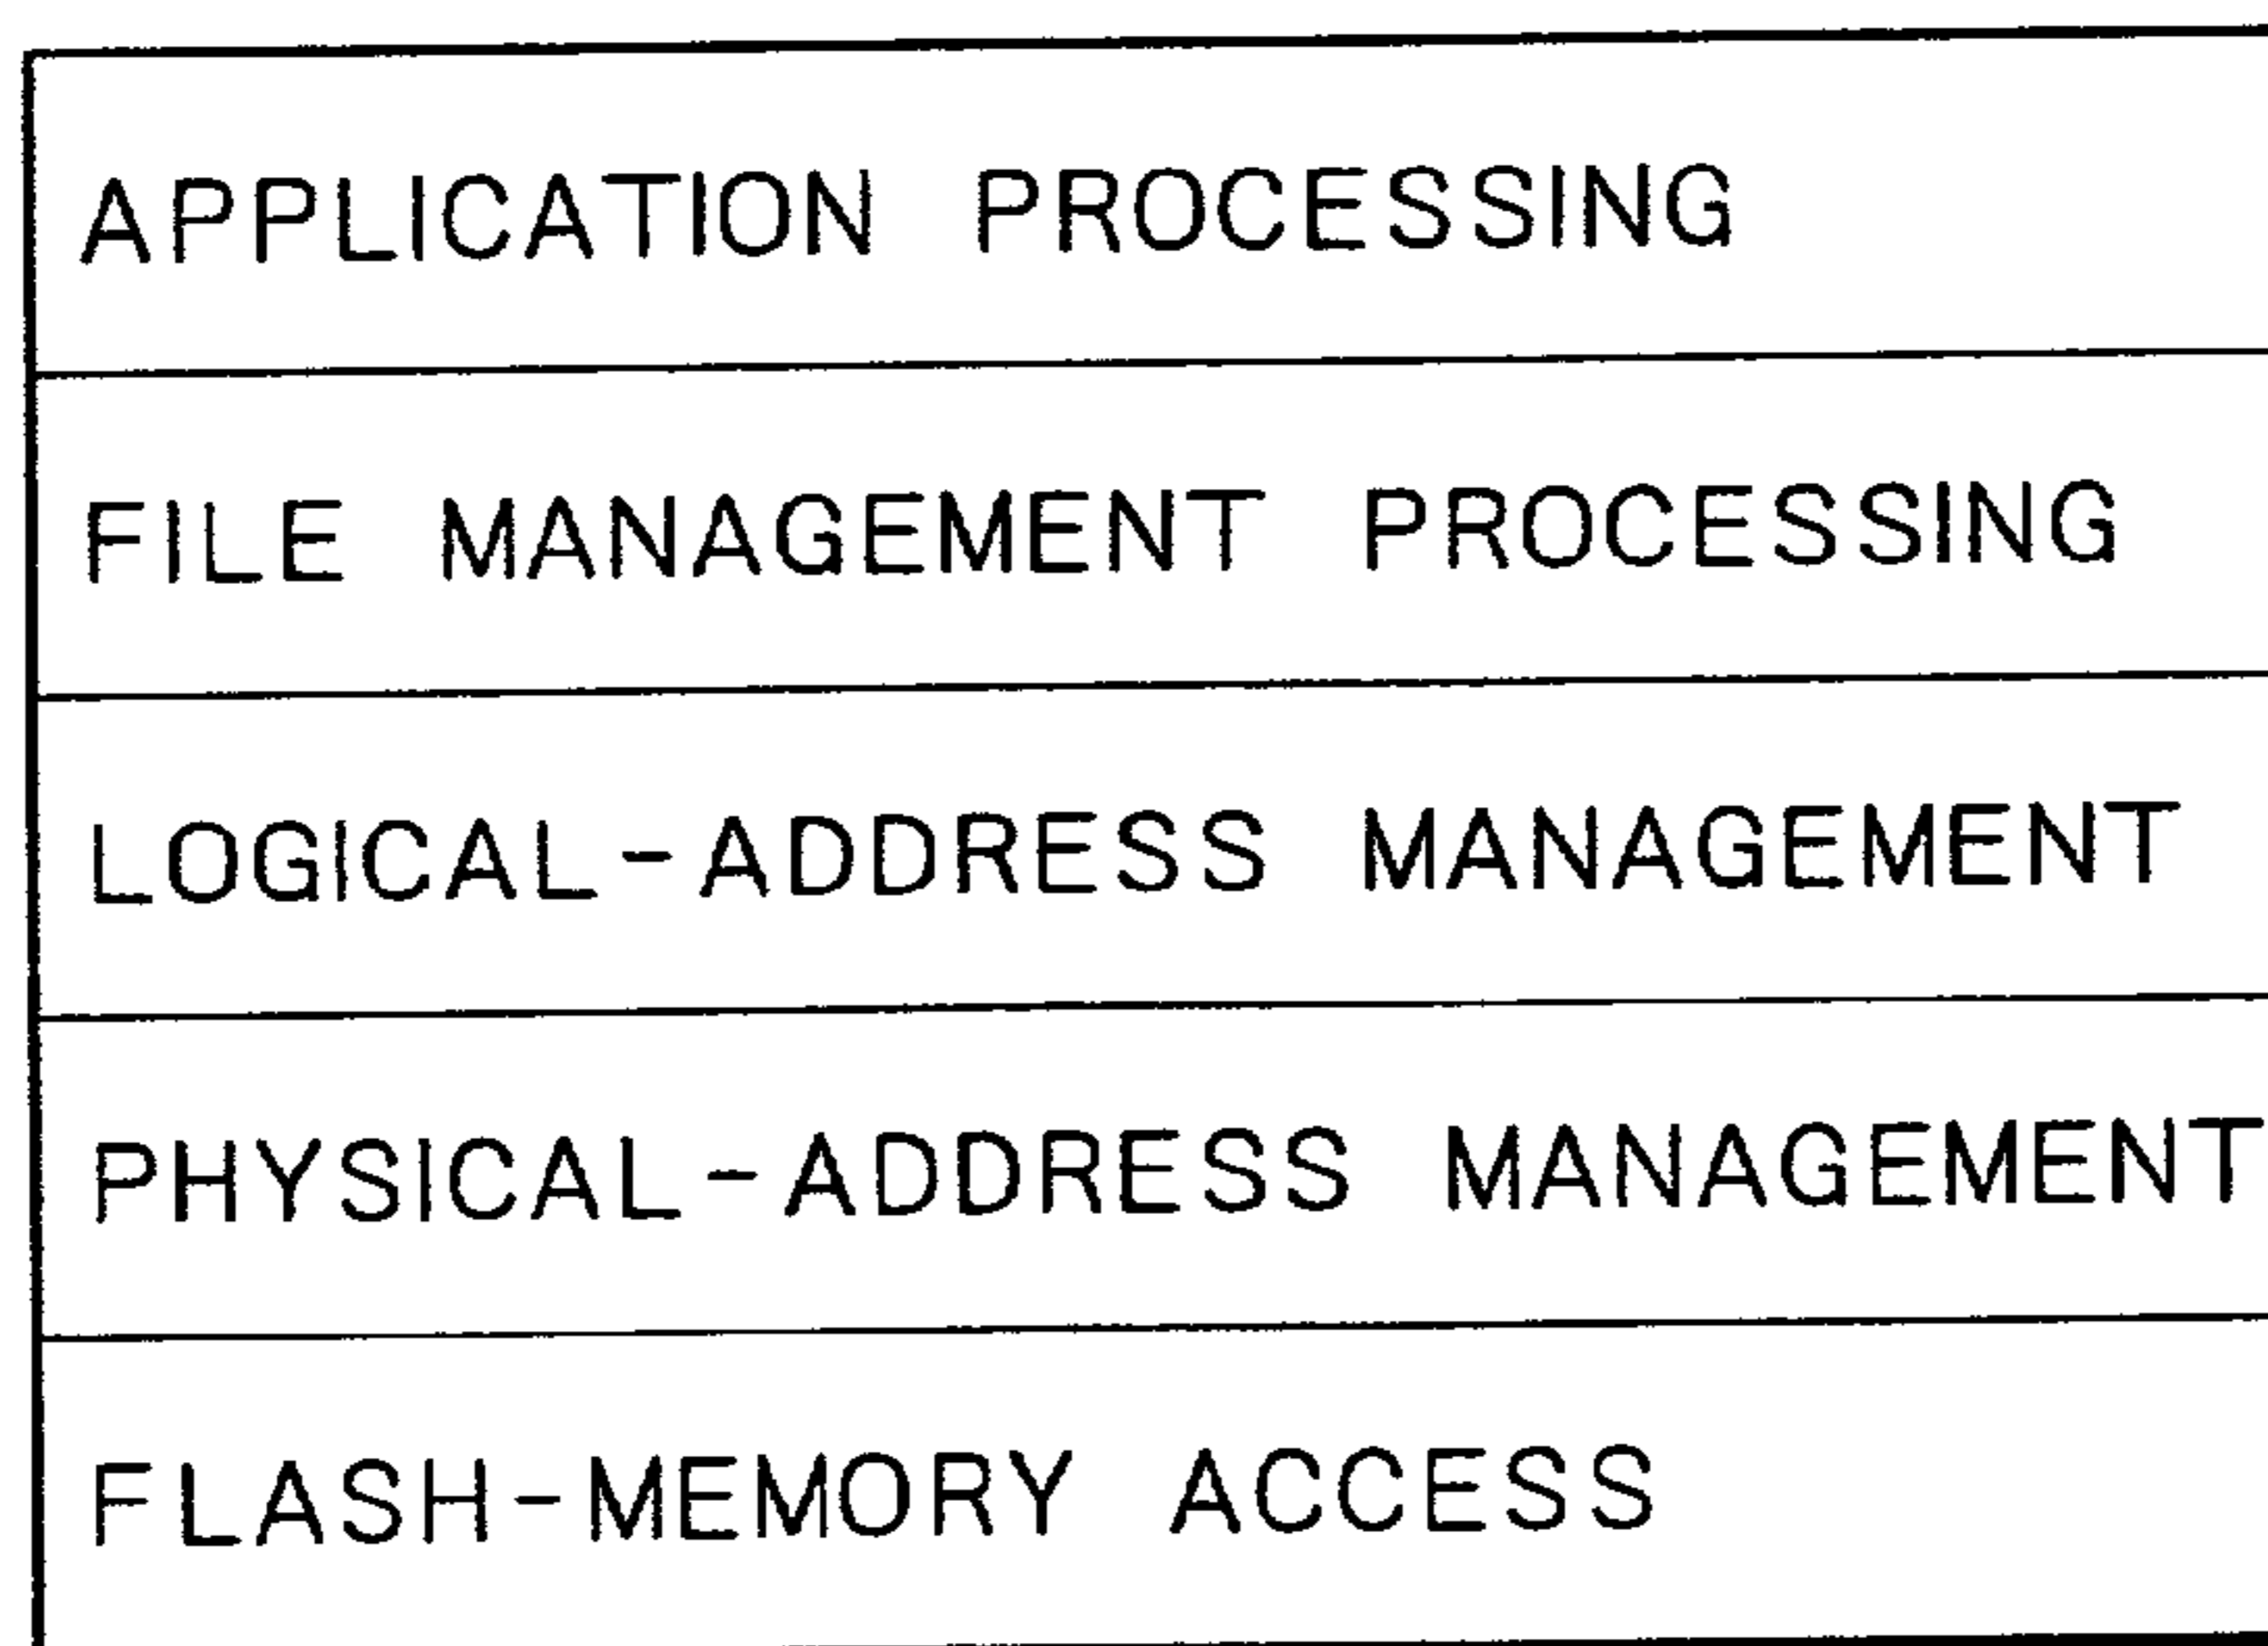 APPLICATION PROCESSING
FILE MANAGEMENT PROCESSING
LOGICAL-ADDRESS MANAGEMENT
PHYSICAL-ADDRESS MANAGEMENT
FLASH-MEMORY ACCESS